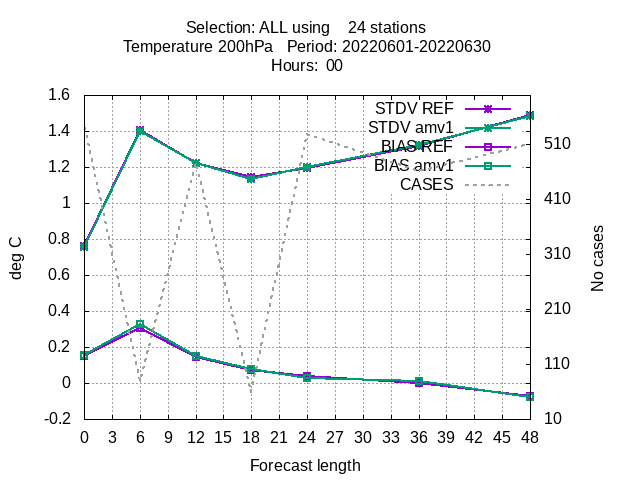 Selection: ALL using 24 stations
Temperature 200hPa Period: 20220601-20220630
Hours: 00
STDV REF
STDV amv1
BIAS REF
BIAS amv1
CASES
1.6
1.4
1.2
1
0.8
0.6
0.4
0.2
0
-0.2
deg C
510
410
310
210
110
10
No cases
0 3 6 9 12 15 18 21 24 27 30 33 36 39 42 45 48
Forecast length